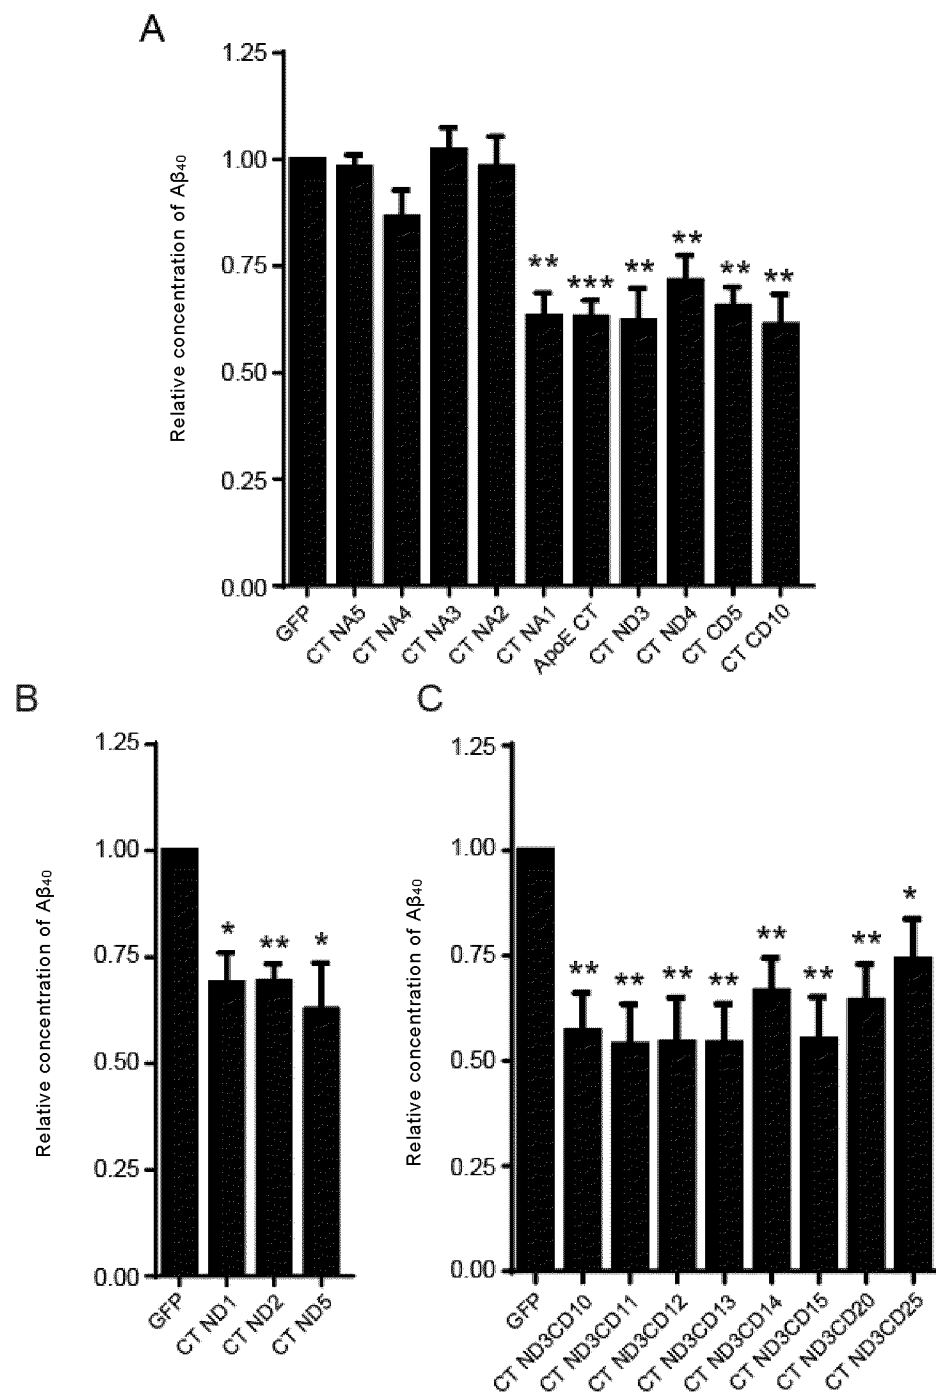 A
1.25
1.00
0.75
0.50
0.25
0.00
Relative concentration of Aβ₄₀
** *** ** ** ** **
GFP
CT NA5
CT NA4
CT NA3
CT NA2
CT NA1
ApoE CT
CT ND3
CT ND4
CT CD5
CT CD10
B
1.25
1.00
0.75
0.50
0.25
0.00
Relative concentration of Aβ₄₀
* ** *
GFP
CT ND1
CT ND2
CT ND5
C
1.25
1.00
0.75
0.50
0.25
0.00
Relative concentration of Aβ₄₀
** ** ** ** ** ** ** *
GFP
CT ND3CD10
CT ND3CD11
CT ND3CD12
CT ND3CD13
CT ND3CD14
CT ND3CD15
CT ND3CD20
CT ND3CD25